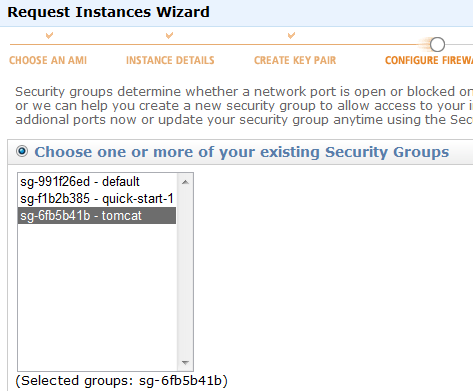 Request Instances Wizard
CHOOSE AN AMI INSTANCE DETAILS CREATE KEY PAIR CONFIGURE
Security groups determine whether a network port is open or blocked on
or we can help you create a new security group to allow access to your
addional ports now or update your security group anytime using the
Choose one or more of your existing Security Groups
sg-991f26ed - default
sg-f1b2b385 - quick-start-1
sg-6fb5b41b - tomcat
(Selected groups: sg-6fb5b41b)